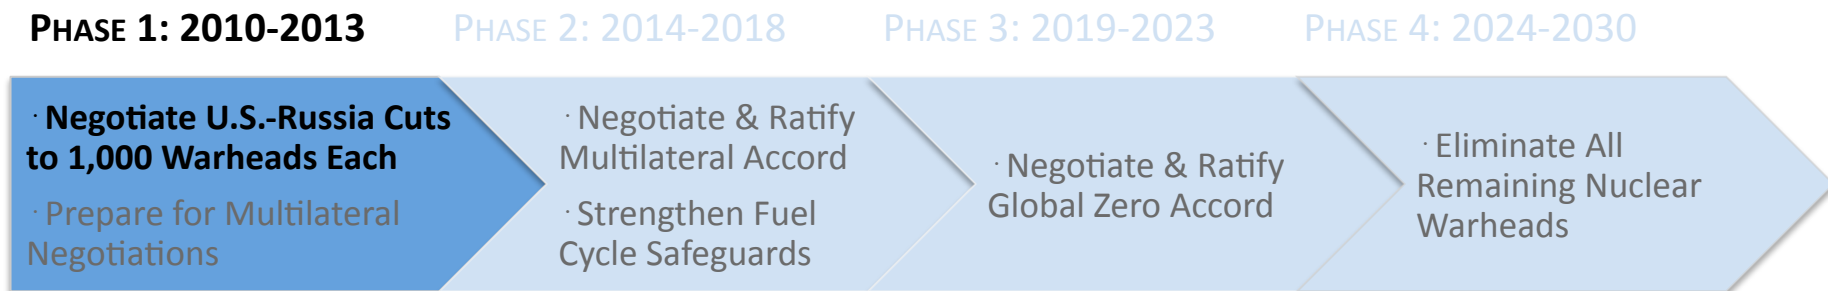 PHASE 1: 2010-2013
PHASE 2: 2014-2018
PHASE 3: 2019-2023
PHASE 4: 2024-2030
· Negotiate U.S.-Russia Cuts
to 1,000 Warheads Each
· Prepare for Multilateral
Negotiations
· Negotiate & Ratify
Multilateral Accord
· Strengthen Fuel
Cycle Safeguards
· Negotiate & Ratify
Global Zero Accord
· Eliminate All
Remaining Nuclear
Warheads